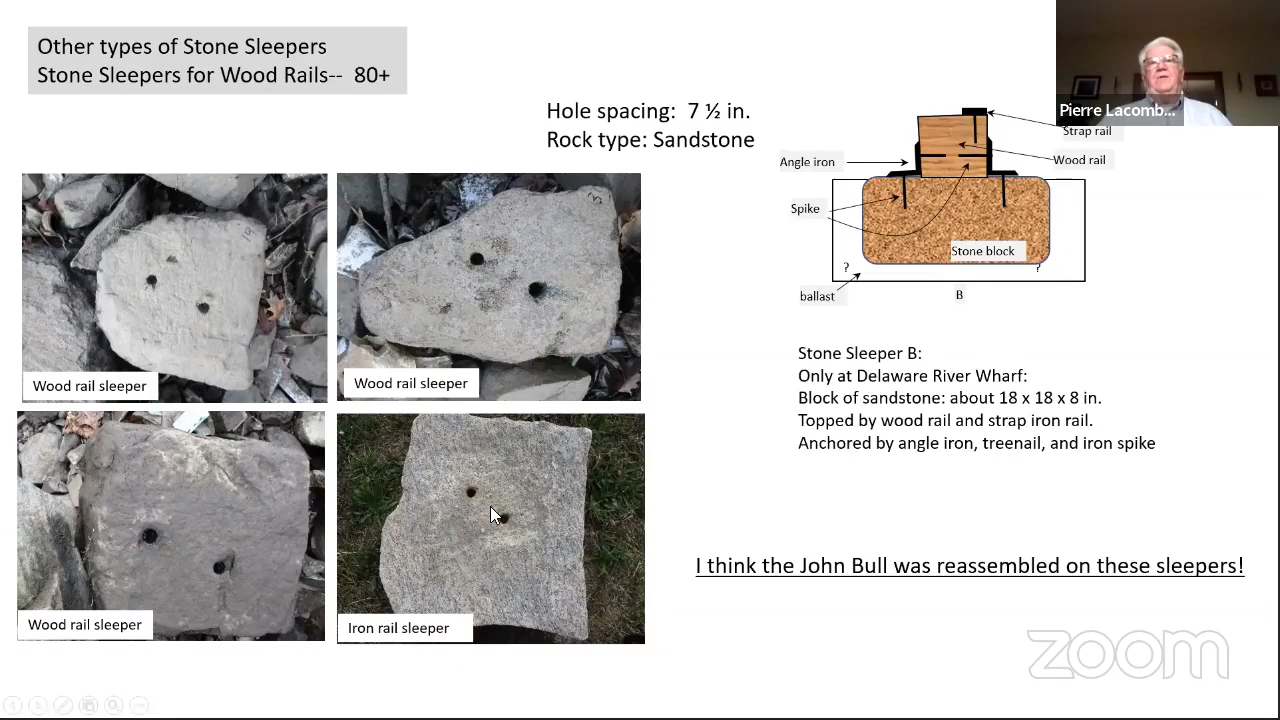 Other types of Stone Sleepers
Stone Sleepers for Wood Rails-- 80+
Hole spacing: 7 ½ in.
Rock type: Sandstone
Pierre Lacomb...
Strap rail
Wood rail
Angle iron
Spike
Stone block
?
?
ballast
B
Wood rail sleeper
Wood rail sleeper
Wood rail sleeper
Iron rail sleeper
Stone Sleeper B:
Only at Delaware River Wharf:
Block of sandstone: about 18 x 18 x 8 in.
Topped by wood rail and strap iron rail.
Anchored by angle iron, treenail, and iron spike
I think the John Bull was reassembled on these sleepers!
zoom